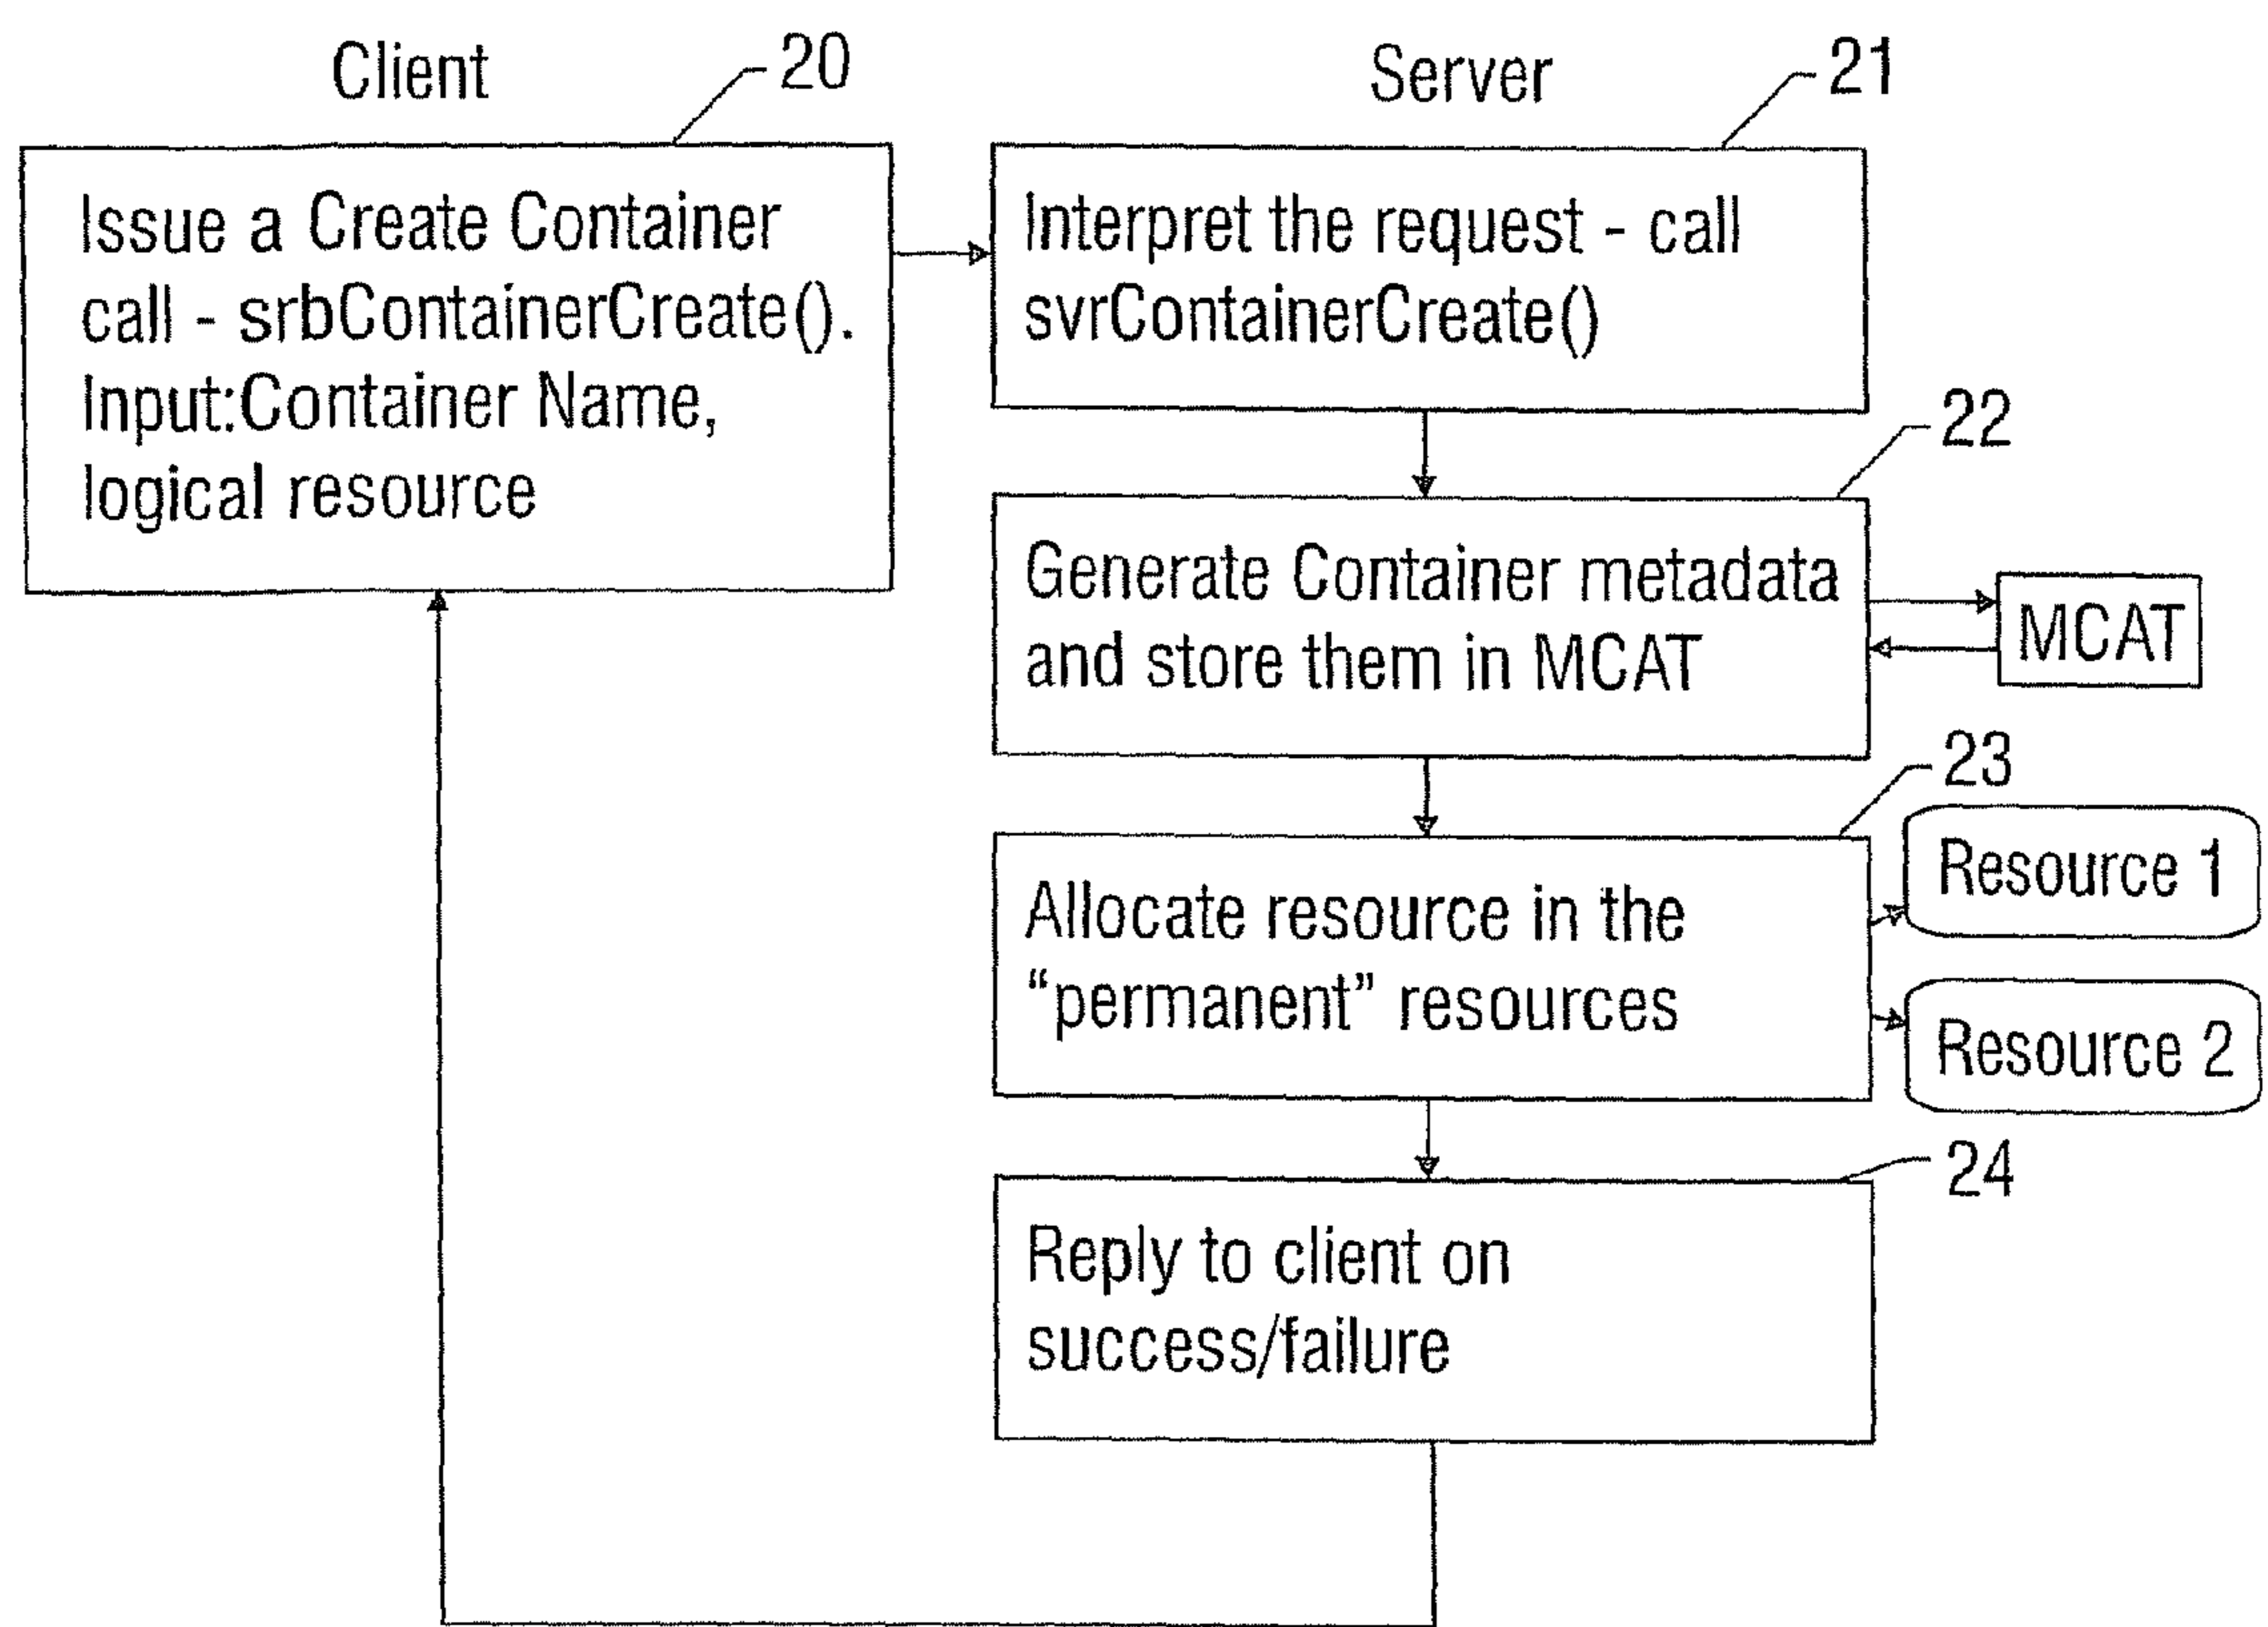 Client
20
Server
21
Issue a Create Container
call - srbContainerCreate().
Input:Container Name,
logical resource
Interpret the request - call
svrContainerCreate()
22
Generate Container metadata
and store them in MCAT
MCAT
23
Allocate resource in the
“permanent” resources
Resource 1
Resource 2
24
Reply to client on
success/failure